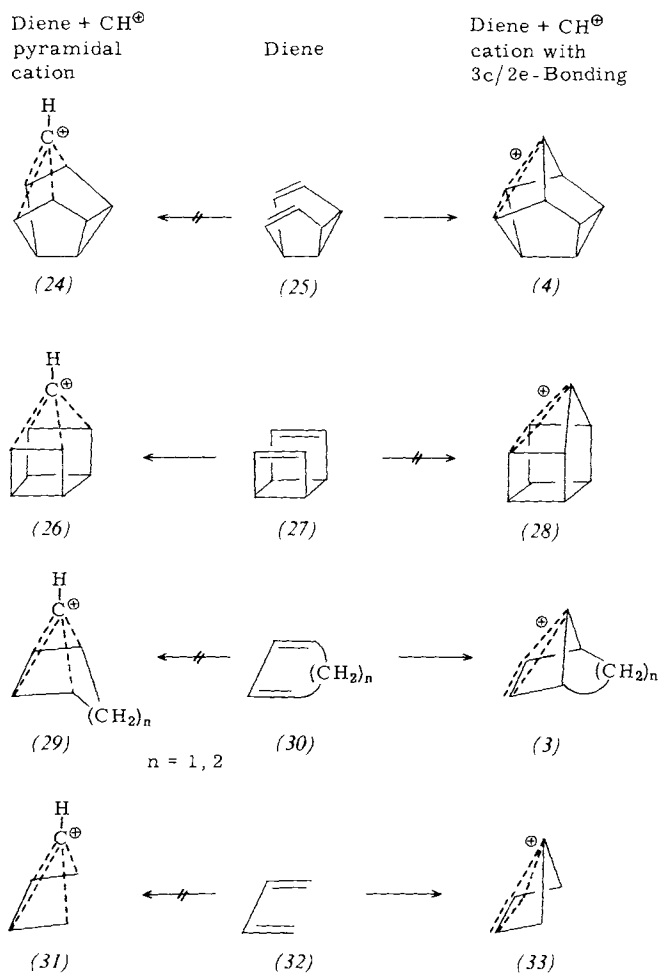 Diene + CH⊕
pyramidal
cation
Diene
Diene + CH⊕
cation with
3c/2e-Bonding
H
C⊕
⊕
(24)
(25)
(4)
H
C⊕
⊕
(26)
(27)
(28)
H
C⊕
⊕
(CH2)n
(CH2)n
(CH2)n
(29)
(30)
(3)
n = 1, 2
H
C⊕
⊕
(31)
(32)
(33)